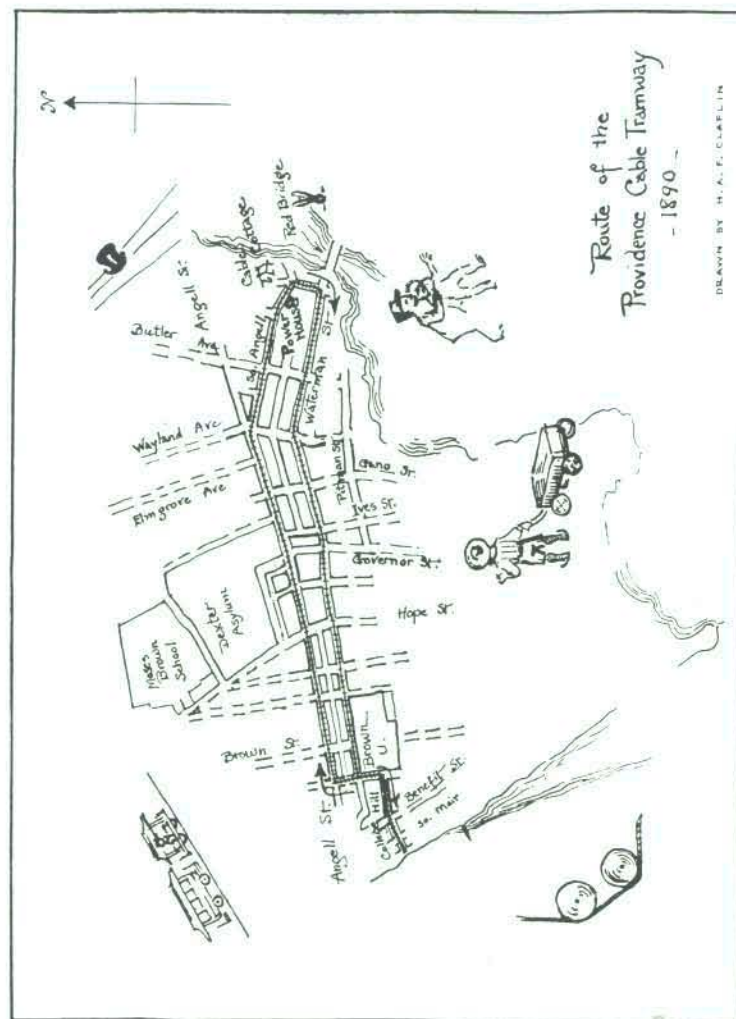 N
Route of the
Providence Cable Tramway
- 1890 -
DRAWN BY H. A. F. CLAFLIN
Red Bridge
Cable
Cottage
Angell St.
Butler
Ave
So. Angell
Power
House
Waterman St.
Wayland Ave
Elmgrove Ave
Pitman St
Gano St.
Ives St.
Governor St.
Hope St.
Dexter
Asylum
Moses
Brown
School
Brown St.
Brown
U.
Angell St.
College Hill
Benefit St.
So. Main